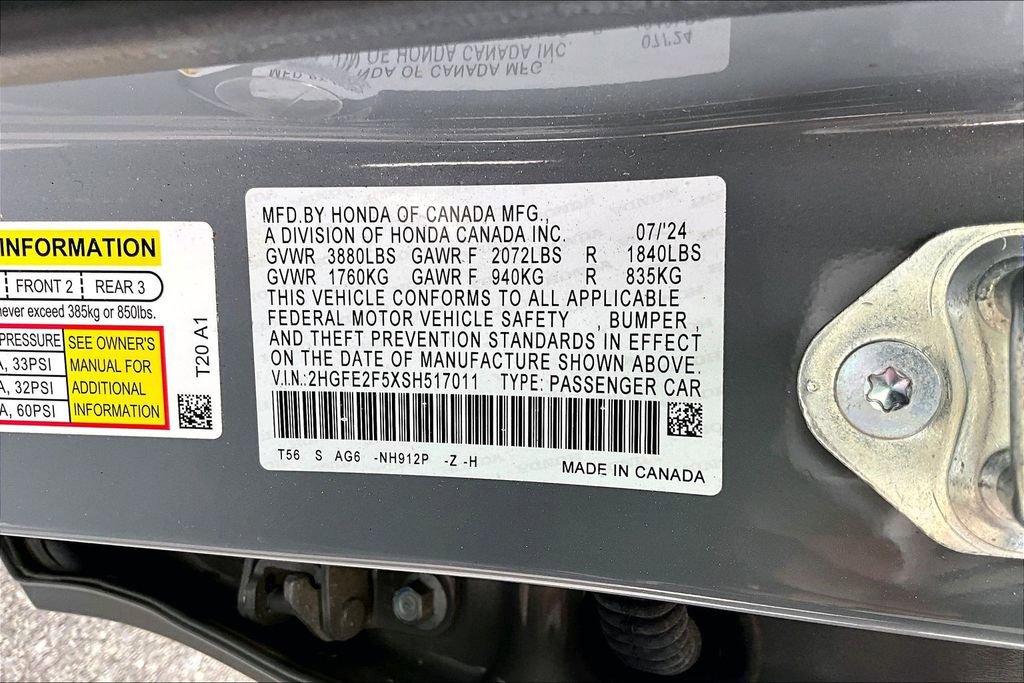 INFORMATION
FRONT 2 REAR 3
never exceed 385kg or 850lbs.
PRESSURE SEE OWNER'S
A, 33PSI MANUAL FOR
A, 32PSI ADDITIONAL
A, 60PSI INFORMATION
T20 A1
MFD.BY HONDA OF CANADA MFG.,
A DIVISION OF HONDA CANADA INC. 07/'24
GVWR 3880LBS GAWR F 2072LBS R 1840LBS
GVWR 1760KG GAWR F 940KG R 835KG
THIS VEHICLE CONFORMS TO ALL APPLICABLE
FEDERAL MOTOR VEHICLE SAFETY , BUMPER ,
AND THEFT PREVENTION STANDARDS IN EFFECT
ON THE DATE OF MANUFACTURE SHOWN ABOVE.
V.I.N.:2HGFE2F5XSH517011 TYPE: PASSENGER CAR
T56 S AG6 -NH912P -Z -H
MADE IN CANADA